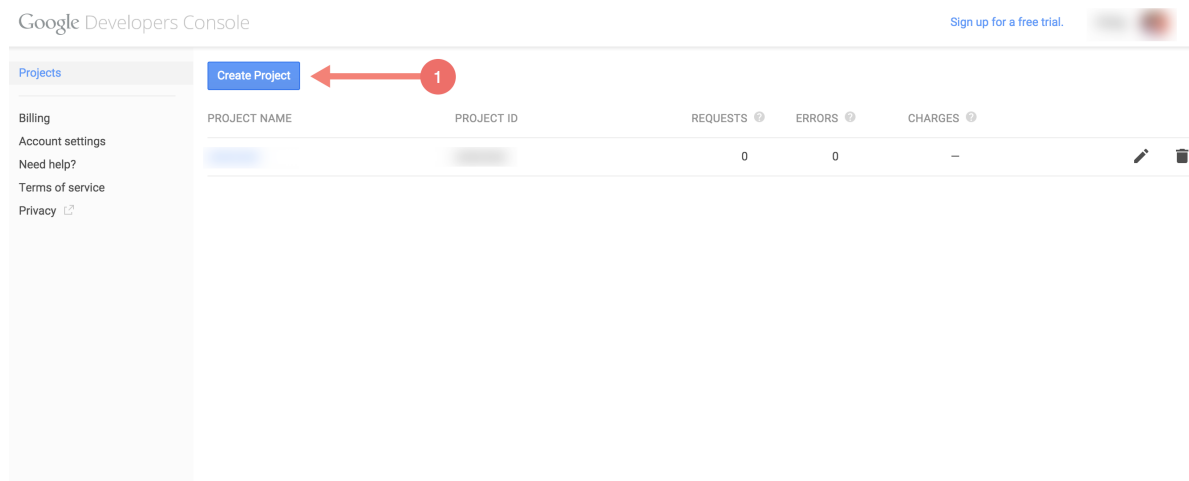 Google Developers Console
Sign up for a free trial.
Projects
Create Project
1
Billing
Account settings
Need help?
Terms of service
Privacy
PROJECT NAME PROJECT ID REQUESTS ? ERRORS ? CHARGES ?
0 0 —